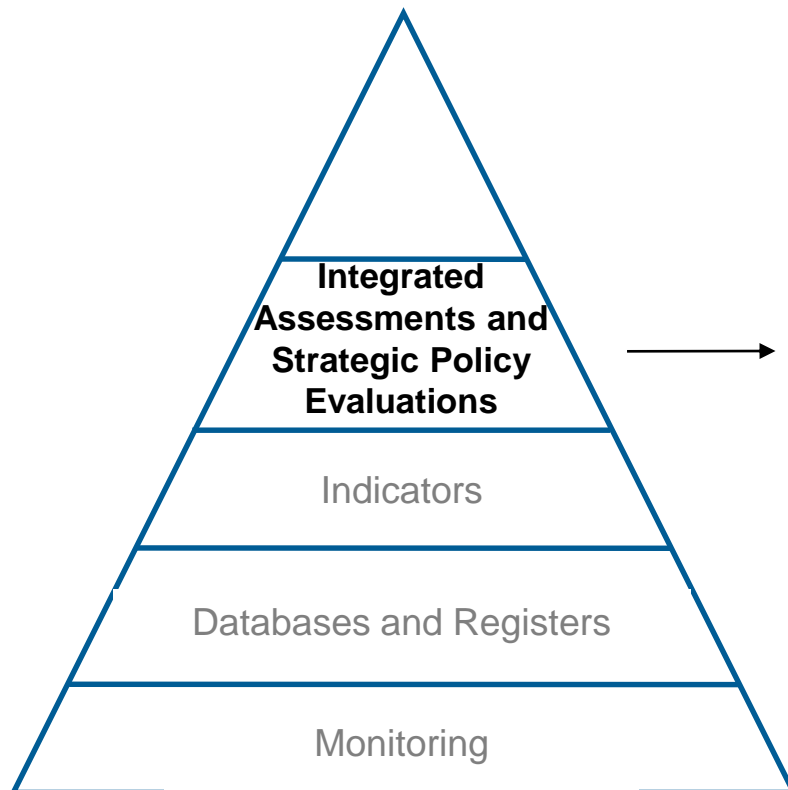 Integrated
Assessments and
Strategic Policy
Evaluations
Indicators
Databases and Registers
Monitoring